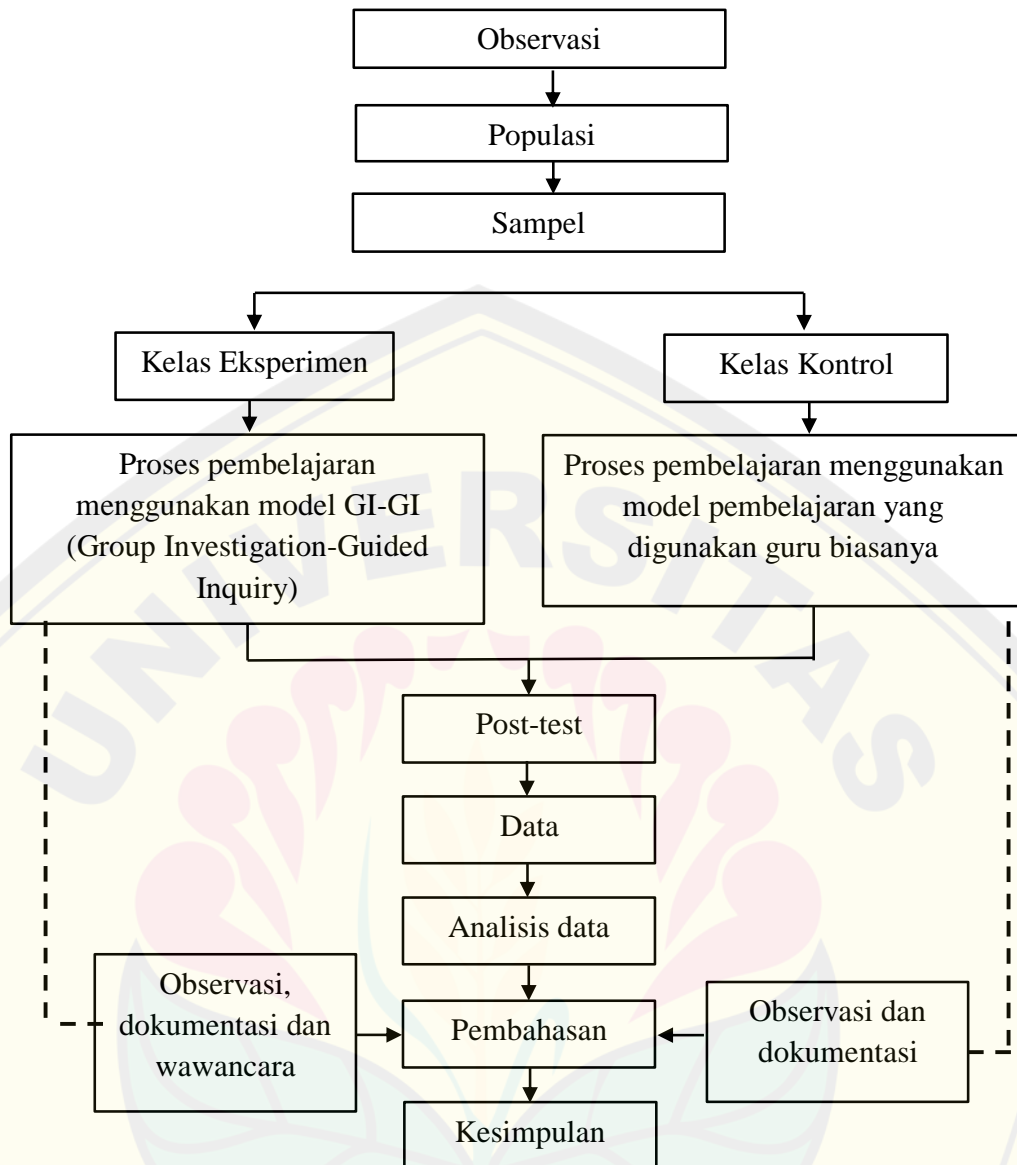 Observasi
Populasi
Sampel
Kelas Eksperimen
Kelas Kontrol
Proses pembelajaran
menggunakan model GI-GI
(Group Investigation-Guided
Inquiry)
Proses pembelajaran menggunakan
model pembelajaran yang
digunakan guru biasanya
UNIVERSITAS
Post-test
Data
Analisis data
Observasi,
dokumentasi dan
wawancara
Pembahasan
Observasi dan
dokumentasi
Kesimpulan